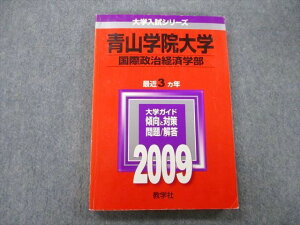 大学入試シリーズ
青山学院大学
国際政治経済学部
最近3カ年
大学ガイド
傾向と対策
問題/解答
2009
教学社